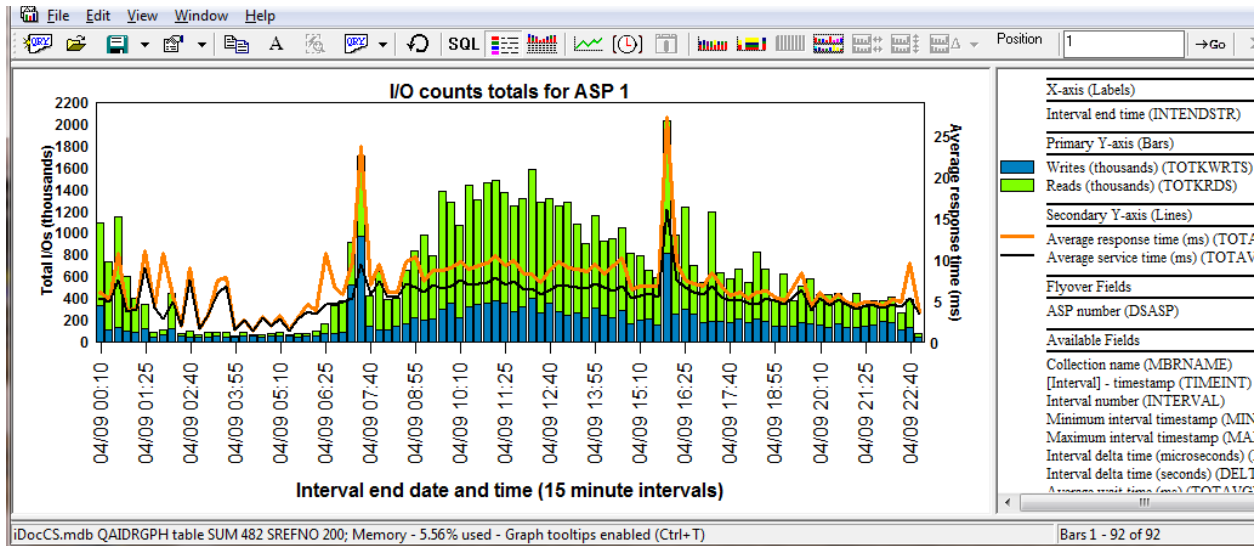 File Edit View Window Help
QRY QRY SQL Position 1 →Go
I/O counts totals for ASP 1
Total I/Os (thousands)
2200
2000
1800
1600
1400
1200
1000
800
600
400
200
0
Average response time (ms)
25
20
15
10
5
0
04/09 00:10
04/09 01:25
04/09 02:40
04/09 03:55
04/09 05:10
04/09 06:25
04/09 07:40
04/09 08:55
04/09 10:10
04/09 11:25
04/09 12:40
04/09 13:55
04/09 15:10
04/09 16:25
04/09 17:40
04/09 18:55
04/09 20:10
04/09 21:25
04/09 22:40
Interval end date and time (15 minute intervals)
X-axis (Labels)
Interval end time (INTENDSTR)
Primary Y-axis (Bars)
Writes (thousands) (TOTKWRTS)
Reads (thousands) (TOTKRDS)
Secondary Y-axis (Lines)
Average response time (ms) (TOTA
Average service time (ms) (TOTAV
Flyover Fields
ASP number (DSASP)
Available Fields
Collection name (MBRNAME)
[Interval] - timestamp (TIMEINT)
Interval number (INTERVAL)
Minimum interval timestamp (MIN
Maximum interval timestamp (MA
Interval delta time (microseconds) (
Interval delta time (seconds) (DELT
Average wait time (ms) (TOTAVG
iDocCS.mdb QAIDRGPH table SUM 482 SREFNO 200; Memory - 5.56% used - Graph tooltips enabled (Ctrl+T)
Bars 1 - 92 of 92